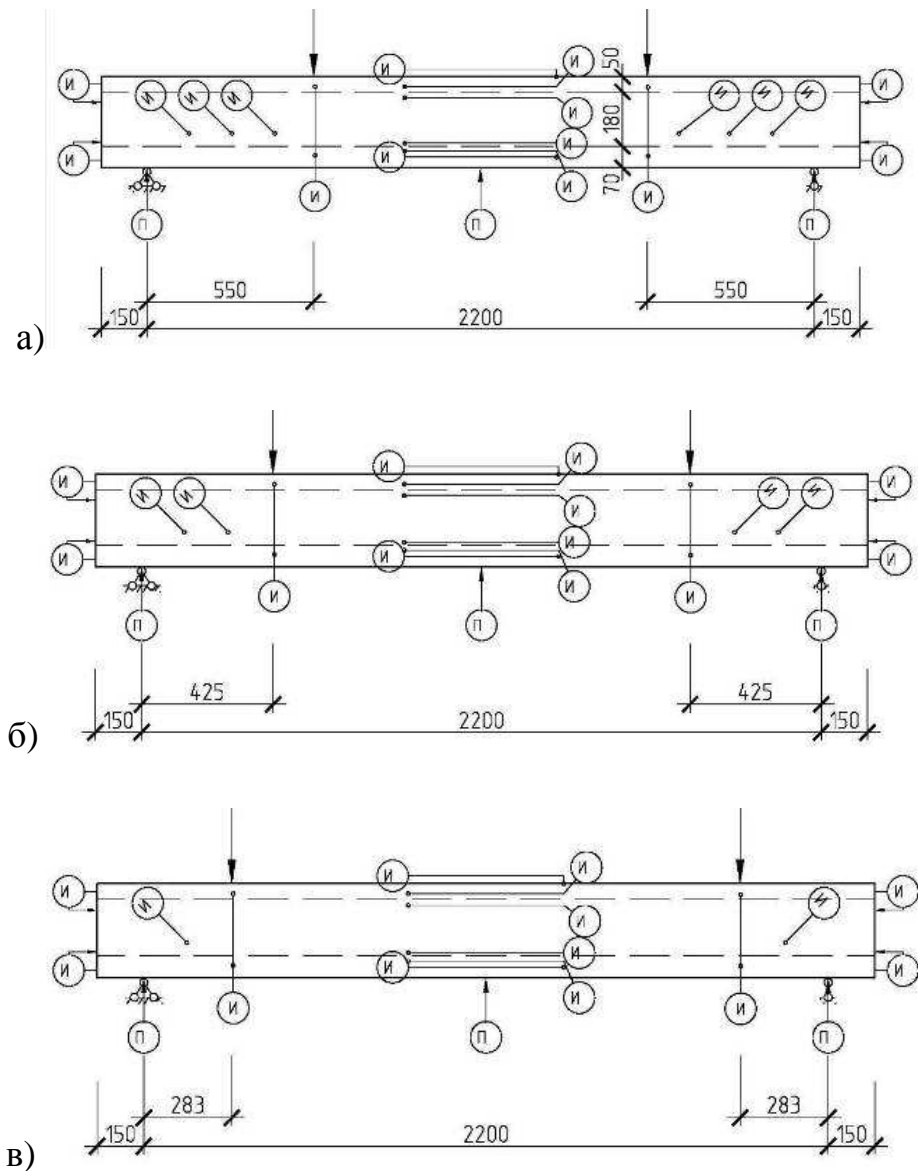 И И И
И И И И И И И И
50
180
И И И И И
И И И
70
П П П
550 550
150 2200 150
а)
И И И И
И И И И И
И И И И
И И И
П П П
425 425
150 2200 150
б)
И И И И
И И И
И И И И
И И И
П П П
283 283
150 2200 150
в)